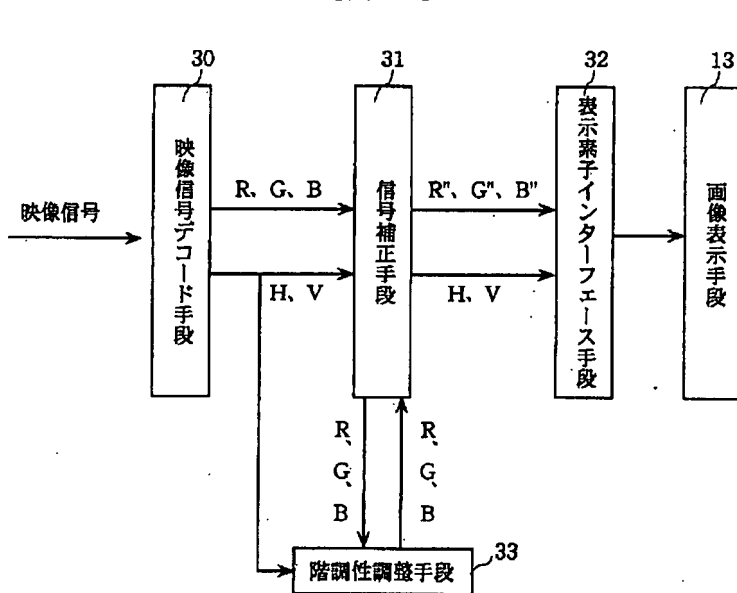 30
31
32
13
映像信号
映像信号デコード手段
R、G、B
H、V
信号補正手段
R"、G"、B"
H、V
表示素子インターフェース手段
画像表示手段
R、G、B
R、G、B
33
階調性調整手段